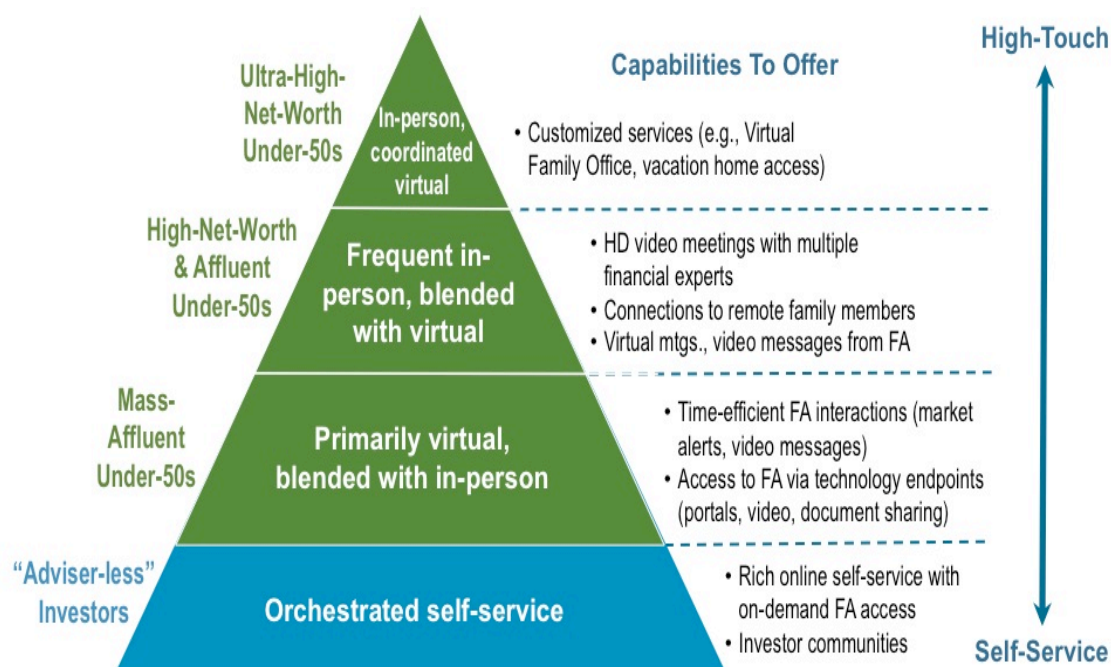 High-Touch
Capabilities To Offer
Ultra-High-
Net-Worth
Under-50s
In-person,
coordinated
virtual
• Customized services (e.g., Virtual
Family Office, vacation home access)
High-Net-Worth
& Affluent
Under-50s
Frequent in-
person, blended
with virtual
• HD video meetings with multiple
financial experts
• Connections to remote family members
• Virtual mtgs., video messages from FA
Mass-
Affluent
Under-50s
Primarily virtual,
blended with in-person
• Time-efficient FA interactions (market
alerts, video messages)
• Access to FA via technology endpoints
(portals, video, document sharing)
“Adviser-less”
Investors
Orchestrated self-service
• Rich online self-service with
on-demand FA access
• Investor communities
Self-Service